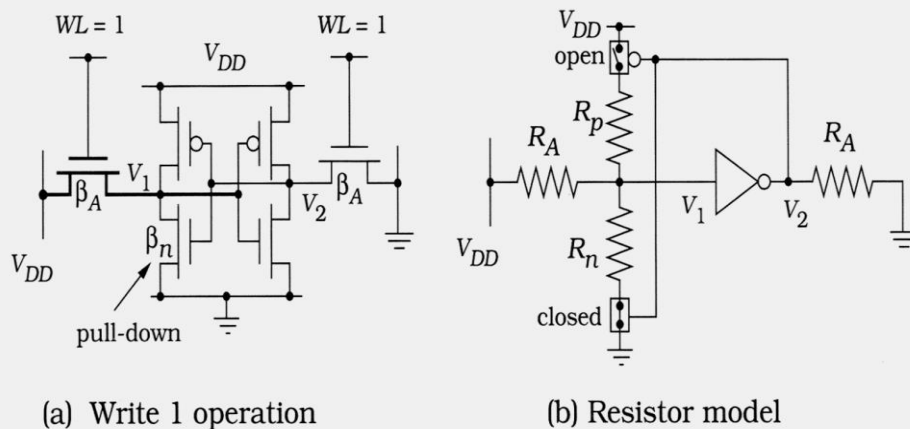 WL = 1
WL = 1
V_DD
V_1
β_A
V_2
β_A
β_n
V_DD
pull-down
(a) Write 1 operation
V_DD
open
R_p
R_A
R_A
V_1
V_2
R_n
V_DD
closed
(b) Resistor model